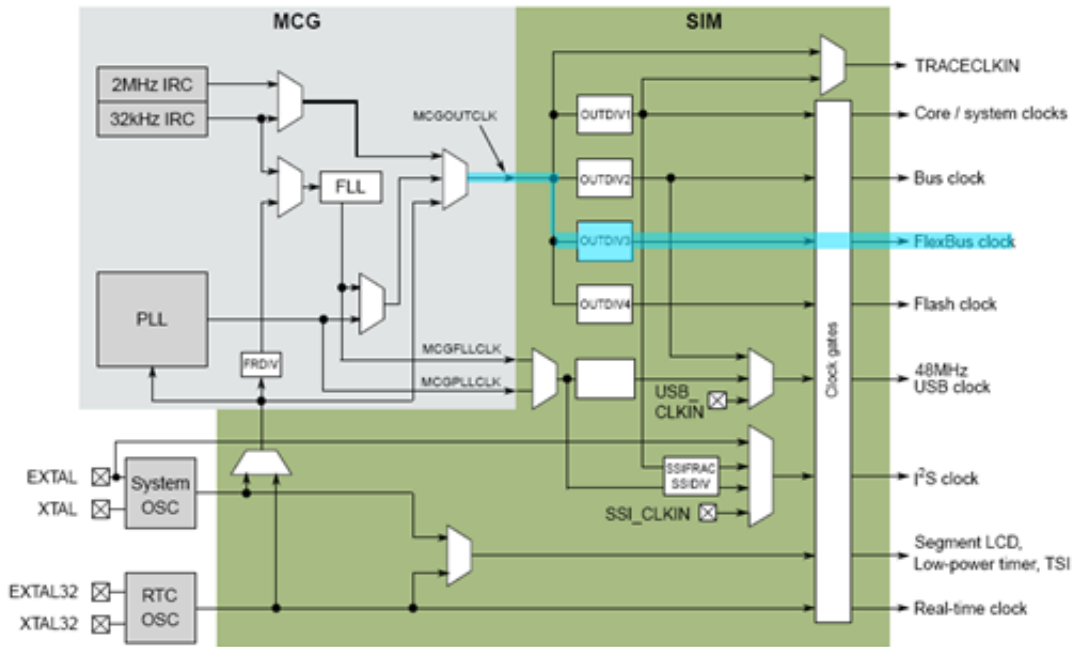 MCG
SIM
2MHz IRC
32kHz IRC
FLL
PLL
FRDIV
MCGOUTCLK
MCGFLLCLK
MCGPLLCLK
OUTDIV1
OUTDIV2
OUTDIV3
OUTDIV4
USB_
CLKIN
SSIFRAC
SSIDIV
SSI_CLKIN
Clock gates
TRACECLKIN
Core / system clocks
Bus clock
FlexBus clock
Flash clock
48MHz
USB clock
I²S clock
Segment LCD,
Low-power timer, TSI
Real-time clock
EXTAL
XTAL
System
OSC
EXTAL32
XTAL32
RTC
OSC